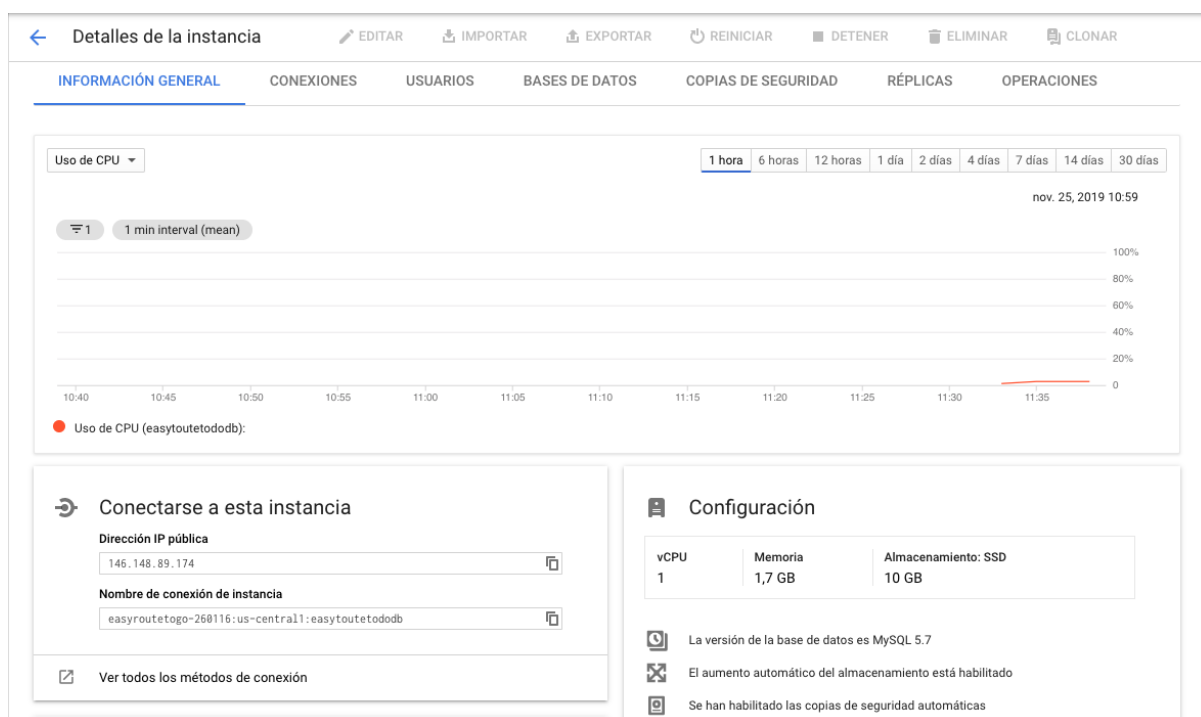 Detalles de la instancia EDITAR IMPORTAR EXPORTAR REINICIAR DETENER ELIMINAR CLONAR
INFORMACIÓN GENERAL CONEXIONES USUARIOS BASES DE DATOS COPIAS DE SEGURIDAD RÉPLICAS OPERACIONES
Uso de CPU 1 hora 6 horas 12 horas 1 día 2 días 4 días 7 días 14 días 30 días
nov. 25, 2019 10:59
1 1 min interval (mean)
100%
80%
60%
40%
20%
0
10:40 10:45 10:50 10:55 11:00 11:05 11:10 11:15 11:20 11:25 11:30 11:35
Uso de CPU (easytoutetododb):
Conectarse a esta instancia
Dirección IP pública
146.148.89.174
Nombre de conexión de instancia
easyroutetogo-260116:us-central1:easytoutetododb
Ver todos los métodos de conexión
Configuración
vCPU Memoria Almacenamiento: SSD
1 1,7 GB 10 GB
La versión de la base de datos es MySQL 5.7
El aumento automático del almacenamiento está habilitado
Se han habilitado las copias de seguridad automáticas